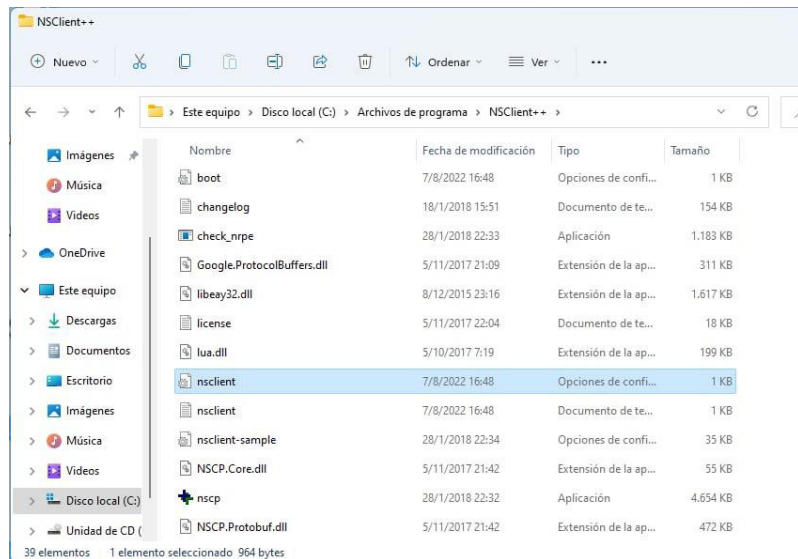 NSClient++
Nuevo
Ordenar
Ver
Este equipo > Disco local (C:) > Archivos de programa > NSClient++ >
Imágenes
Música
Videos
OneDrive
Este equipo
Descargas
Documentos
Escritorio
Imágenes
Música
Videos
Disco local (C:)
Unidad de CD (
Nombre Fecha de modificación Tipo Tamaño
boot 7/8/2022 16:48 Opciones de confi... 1 KB
changelog 18/1/2018 15:51 Documento de te... 154 KB
check_nrpe 28/1/2018 22:33 Aplicación 1.183 KB
Google.ProtocolBuffers.dll 5/11/2017 21:09 Extensión de la ap... 311 KB
libeay32.dll 8/12/2015 23:16 Extensión de la ap... 1.617 KB
license 5/11/2017 22:04 Documento de te... 18 KB
lua.dll 5/10/2017 7:19 Extensión de la ap... 199 KB
nsclient 7/8/2022 16:48 Opciones de confi... 1 KB
nsclient 7/8/2022 16:48 Documento de te... 1 KB
nsclient-sample 28/1/2018 22:34 Opciones de confi... 35 KB
NSCP.Core.dll 5/11/2017 21:42 Extensión de la ap... 55 KB
nscp 28/1/2018 22:32 Aplicación 4.654 KB
NSCP.Protobuf.dll 5/11/2017 21:42 Extensión de la ap... 472 KB
39 elementos 1 elemento seleccionado 964 bytes